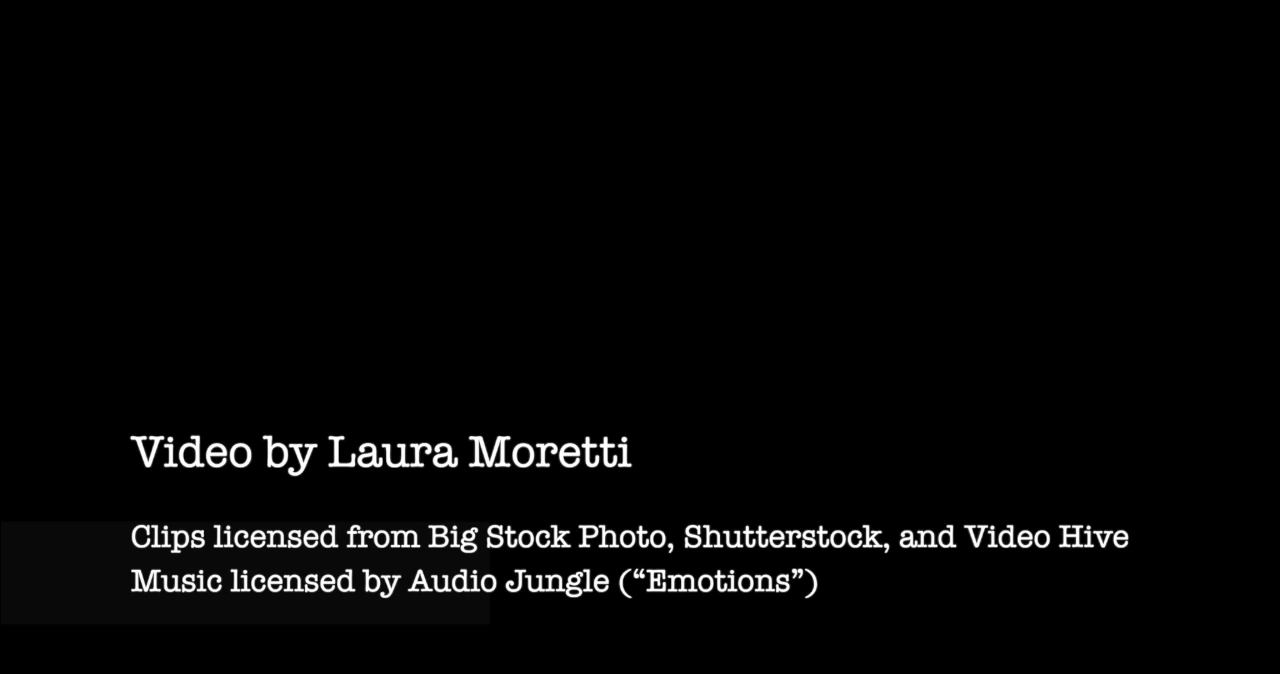 Video by Laura Moretti
Clips licensed from Big Stock Photo, Shutterstock, and Video Hive
Music licensed by Audio Jungle (“Emotions”)